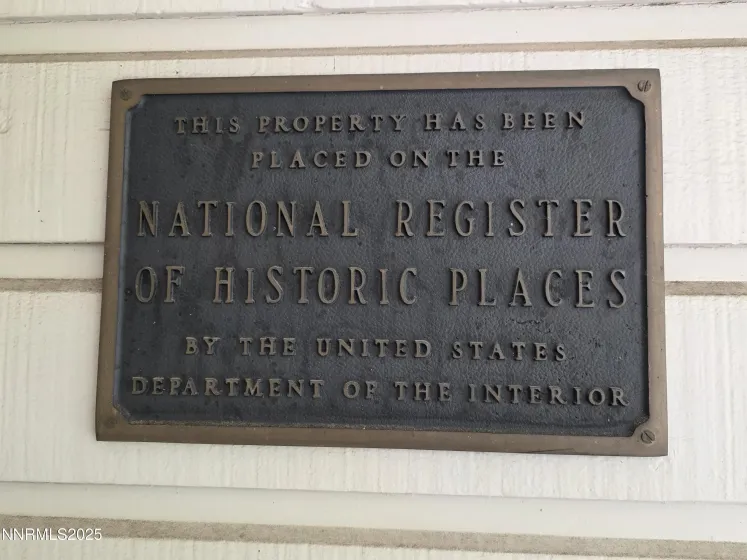 THIS PROPERTY HAS BEEN
PLACED ON THE
NATIONAL REGISTER
OF HISTORIC PLACES
BY THE UNITED STATES
DEPARTMENT OF THE INTERIOR
NNRMLS2025